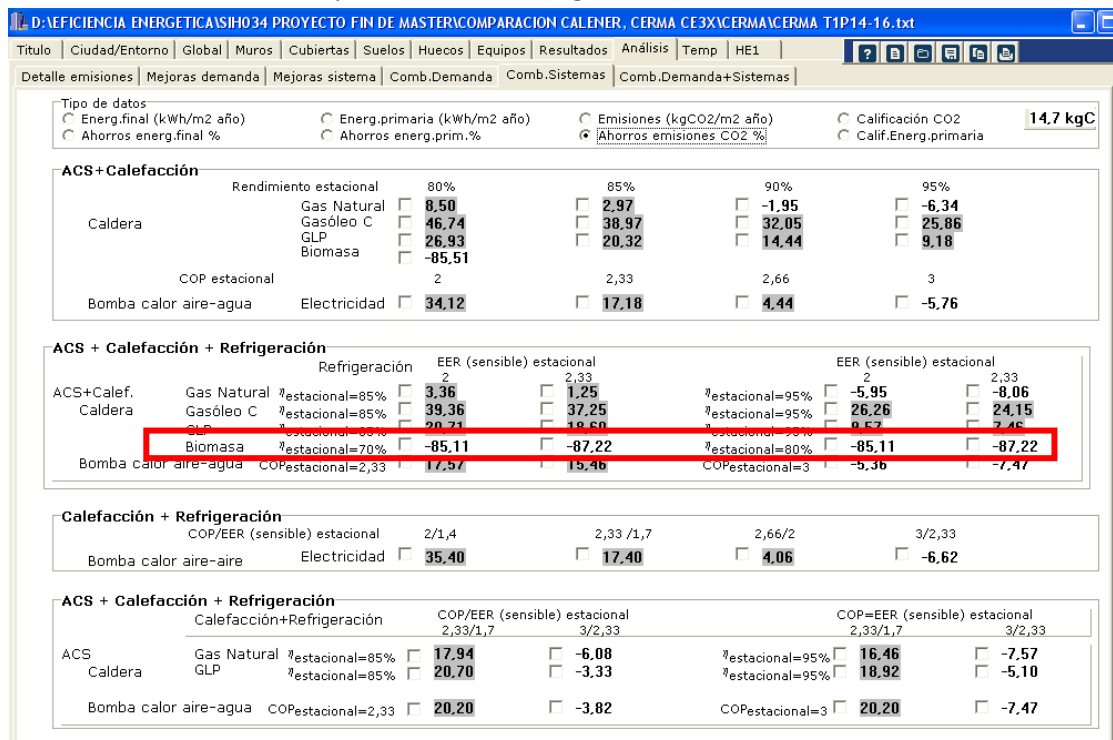 D:\EFICIENCIA ENERGETICA\SIH034 PROYECTO FIN DE MASTER\COMPARACION CALENER, CERMA CE3X\CERMA\CERMA T1P14-16.txt
Titulo Ciudad/Entorno Global Muros Cubiertas Suelos Huecos Equipos Resultados Análisis Temp HE1
Detalle emisiones Mejoras demanda Mejoras sistema Comb.Demanda Comb.Sistemas Comb.Demanda+Sistemas
Tipo de datos
Energ.final (kWh/m2 año) Energ.primaria (kWh/m2 año) Emisiones (kgCO2/m2 año) Calificación CO2 14,7 kgC
Ahorros energ.final % Ahorros energ.prim.% Ahorros emisiones CO2 % Calif.Energ.primaria
ACS+Calefacción
Rendimiento estacional 80% 85% 90% 95%
Gas Natural 8,50 2,97 -1,95 -6,34
Caldera Gasóleo C 46,74 38,97 32,05 25,86
GLP 26,93 20,32 14,44 9,18
Biomasa -85,51
COP estacional 2 2,33 2,66 3
Bomba calor aire-agua Electricidad 34,12 17,18 4,44 -5,76
ACS + Calefacción + Refrigeración
Refrigeración EER (sensible) estacional EER (sensible) estacional
2 2,33 2 2,33
ACS+Calef. Gas Natural ηestacional=85% 3,36 1,25 ηestacional=95% -5,95 -8,06
Caldera Gasóleo C ηestacional=85% 39,36 37,25 ηestacional=95% 26,26 24,15
GLP ηestacional=85% 20,71 18,60 ηestacional=95% 9,57 7,46
Biomasa ηestacional=70% -85,11 -87,22 ηestacional=80% -85,11 -87,22
Bomba calor aire-agua COPestacional=2,33 17,57 15,46 COPestacional=3 -5,36 -7,47
Calefacción + Refrigeración
COP/EER (sensible) estacional 2/1,4 2,33 /1,7 2,66/2 3/2,33
Bomba calor aire-aire Electricidad 35,40 17,40 4,06 -6,62
ACS + Calefacción + Refrigeración
Calefacción+Refrigeración COP/EER (sensible) estacional COP=EER (sensible) estacional
2,33/1,7 3/2,33 2,33/1,7 3/2,33
ACS Gas Natural ηestacional=85% 17,94 -6,08 ηestacional=95% 16,46 -7,57
Caldera GLP ηestacional=85% 20,70 -3,33 ηestacional=95% 18,92 -5,10
Bomba calor aire-agua COPestacional=2,33 20,20 -3,82 COPestacional=3 20,20 -7,47